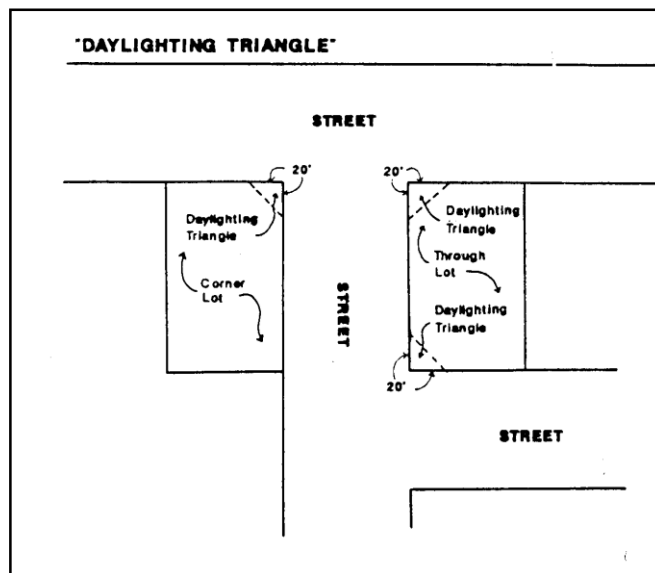 "DAYLIGHTING TRIANGLE"
STREET
20'
20'
Daylighting
Triangle
Daylighting
Triangle
Corner
Lot
Through
Lot
STREET
Daylighting
Triangle
20'
STREET